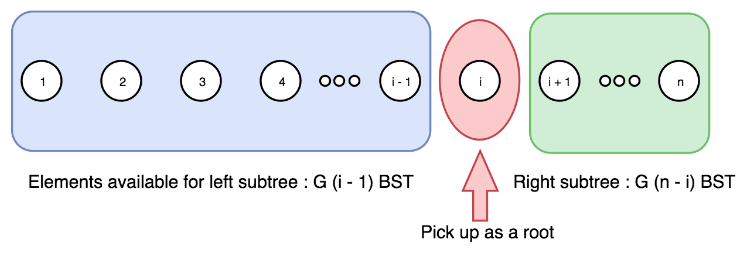 1 2 3 4 i - 1 i i + 1 n
Elements available for left subtree : G (i - 1) BST Right subtree : G (n - i) BST
Pick up as a root